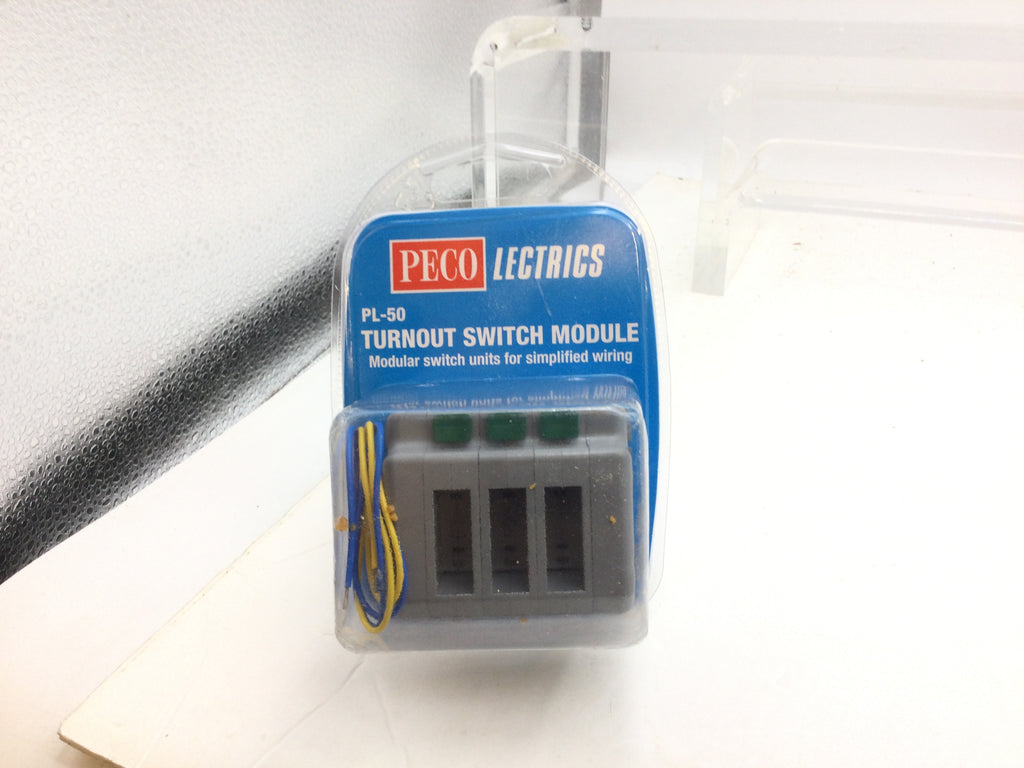 PECO LECTRICS
PL-50
TURNOUT SWITCH MODULE
Modular switch units for simplified wiring